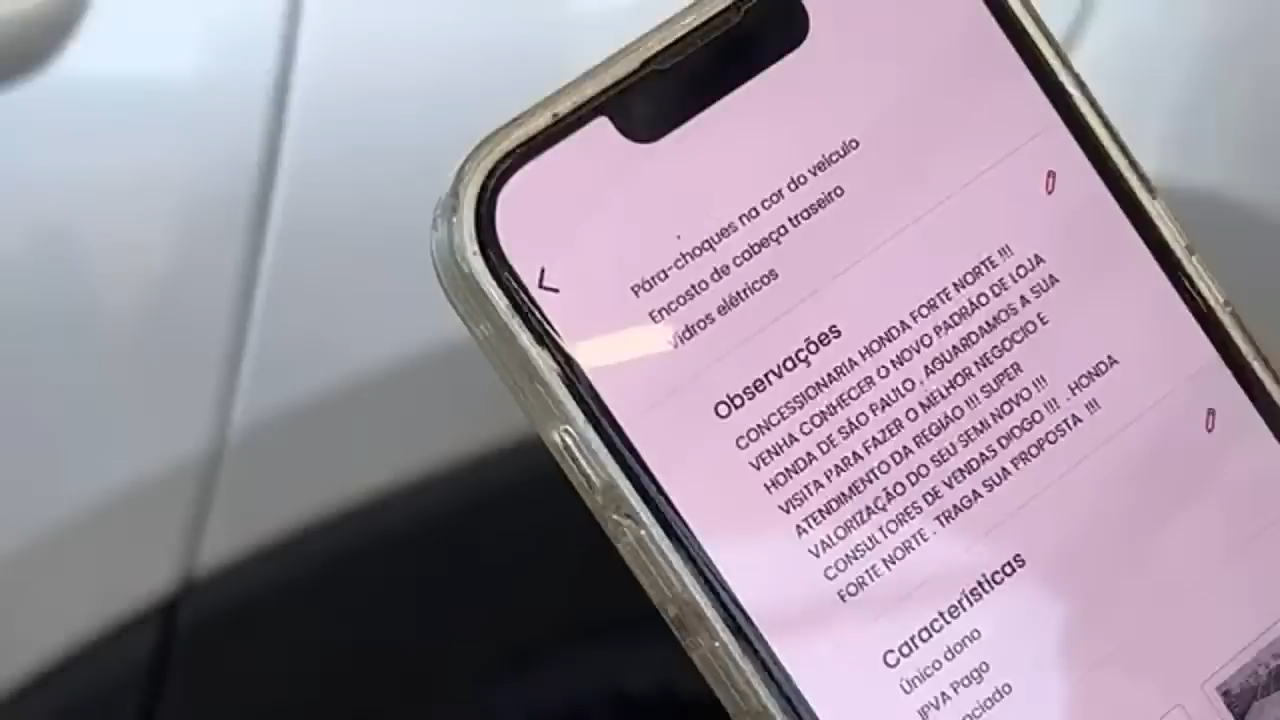 Pára-choques na cor do veículo
Encosto de cabeça traseiro
Vidros elétricos
Observações
CONCESSIONARIA HONDA FORTE NORTE !!!
VENHA CONHECER O NOVO PADRÃO DE LOJA
HONDA DE SÃO PAULO , AGUARDAMOS A SUA
VISITA PARA FAZER O MELHOR NEGOCIO E
ATENDIMENTO DA REGIÃO !!! SUPER
VALORIZAÇÃO DO SEU SEMI NOVO !!!
CONSULTORES DE VENDAS DIOGO !!! . HONDA
FORTE NORTE . TRAGA SUA PROPOSTA !!!
Características
Único dono
IPVA Pago